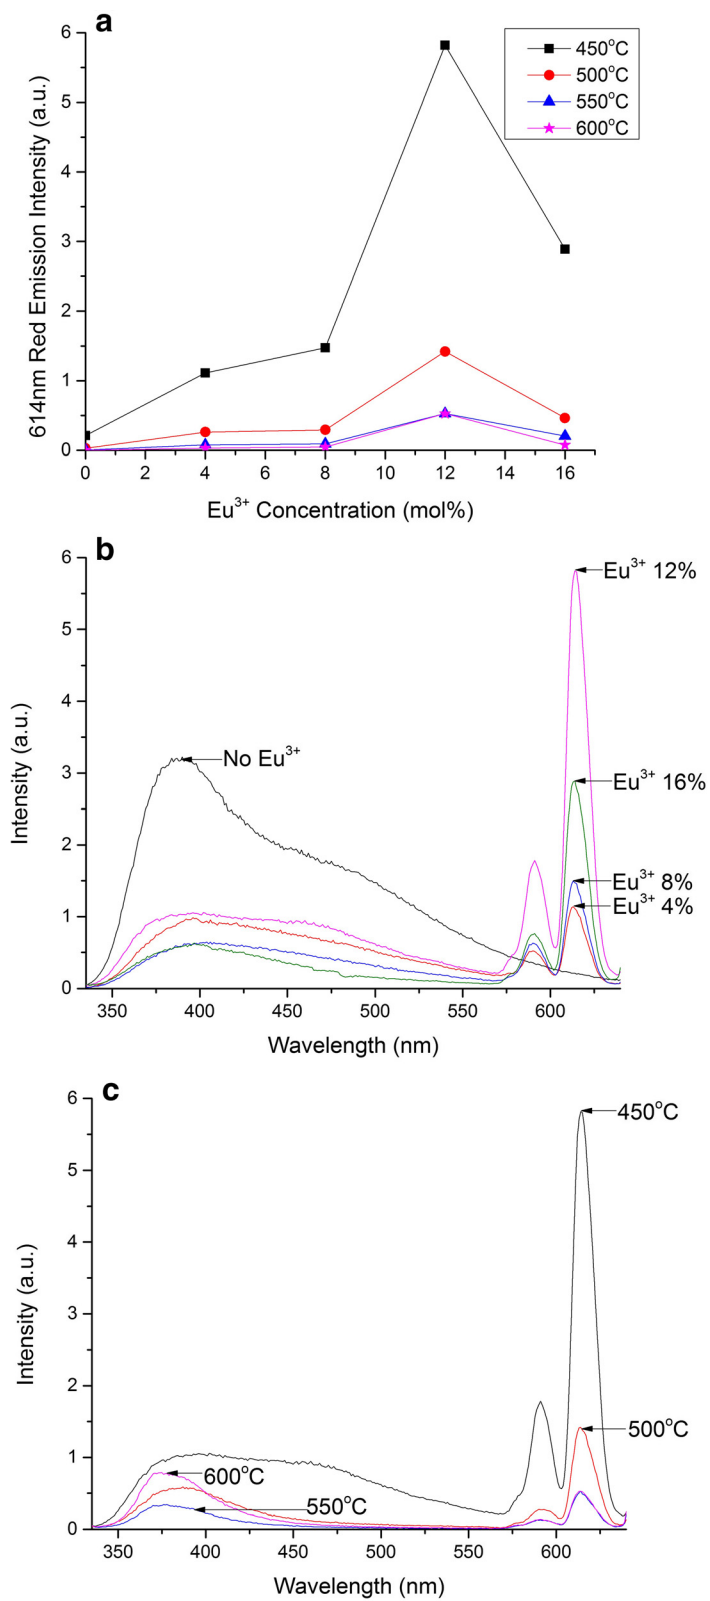 a
450°C
500°C
550°C
600°C
614nm Red Emission Intensity (a.u.)
6
5
4
3
2
1
0
0 2 4 6 8 10 12 14 16
Eu³⁺ Concentration (mol%)
b
Eu³⁺ 12%
No Eu³⁺
Eu³⁺ 16%
Eu³⁺ 8%
Eu³⁺ 4%
Intensity (a.u.)
6
5
4
3
2
1
0
350 400 450 500 550 600
Wavelength (nm)
c
450°C
500°C
600°C
550°C
Intensity (a.u.)
6
5
4
3
2
1
0
350 400 450 500 550 600
Wavelength (nm)